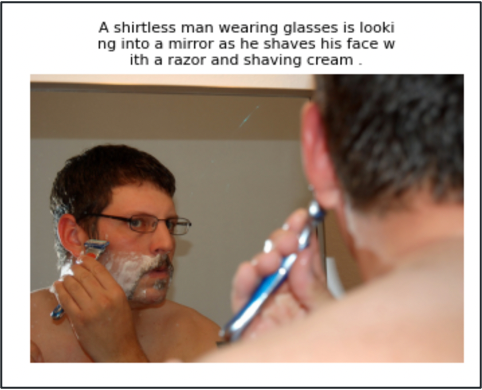 A shirtless man wearing glasses is looki
ng into a mirror as he shaves his face w
ith a razor and shaving cream .